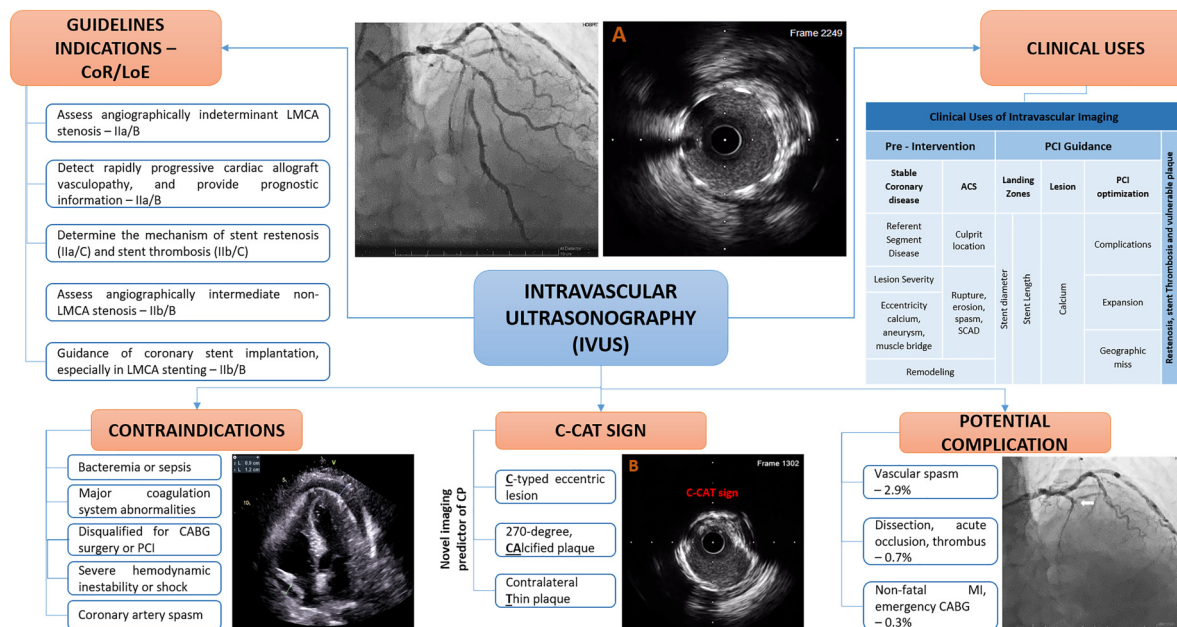 GUIDELINES
INDICATIONS –
CoR/LoE
Assess angiographically indeterminant LMCA
stenosis – IIa/B
Detect rapidly progressive cardiac allograft
vasculopathy, and provide prognostic
information – IIa/B
Determine the mechanism of stent restenosis
(IIa/C) and stent thrombosis (IIb/C)
Assess angiographically intermediate non-
LMCA stenosis – IIb/B
Guidance of coronary stent implantation,
especially in LMCA stenting – IIb/B
A
Frame 2249
INTRAVASCULAR
ULTRASONOGRAPHY
(IVUS)
CLINICAL USES
Clinical Uses of Intravascular Imaging
Pre - Intervention
PCI Guidance
Stable
Coronary
disease
ACS
Landing
Zones
Lesion
PCI
optimization
Referent
Segment
Disease
Culprit
location
Lesion Severity
Eccentricity
calcium,
aneurysm,
muscle bridge
Rupture,
erosion,
spasm,
SCAD
Remodeling
Stent diameter
Stent Length
Calcium
Complications
Expansion
Geographic
miss
Restenosis, stent Thrombosis and vulnerable plaque
CONTRAINDICATIONS
Bacteremia or sepsis
Major coagulation
system abnormalities
Disqualified for CABG
surgery or PCI
Severe hemodynamic
inestability or shock
Coronary artery spasm
C-CAT SIGN
Novel imaging
predictor of CP
C-typed eccentric
lesion
270-degree,
CAlcified plaque
Contralateral
Thin plaque
B
Frame 1302
C-CAT sign
POTENTIAL
COMPLICATION
Vascular spasm
– 2.9%
Dissection, acute
occlusion, thrombus
– 0.7%
Non-fatal MI,
emergency CABG
– 0.3%